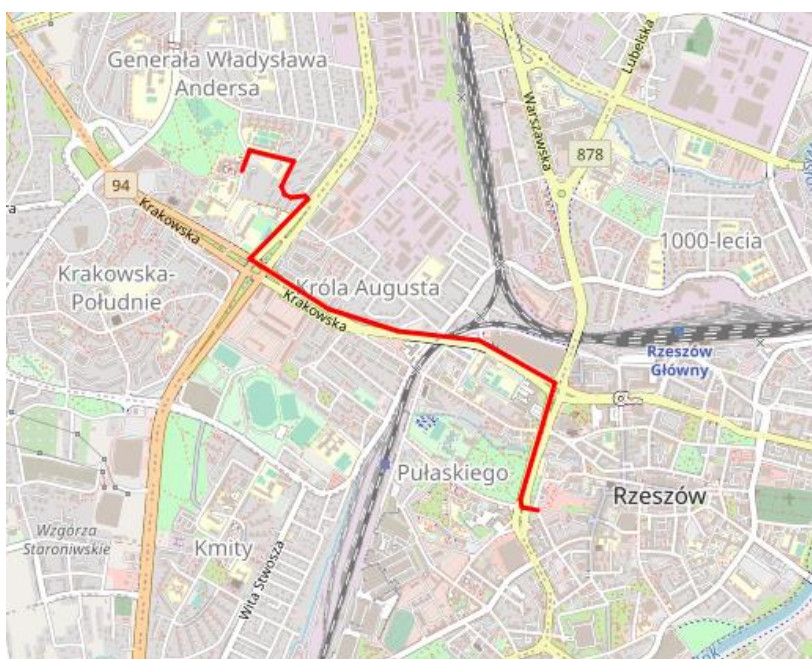 Generała Władysława
Andersa
Lubelska
Warszawska
878
94
Krakowska
1000-lecia
Krakowska-
Południe
Króla Augusta
Krakowska
Rzeszów
Główny
Pułaskiego
Rzeszów
Wzgórza
Staroniwskie
Kmity
Wita Stwosza